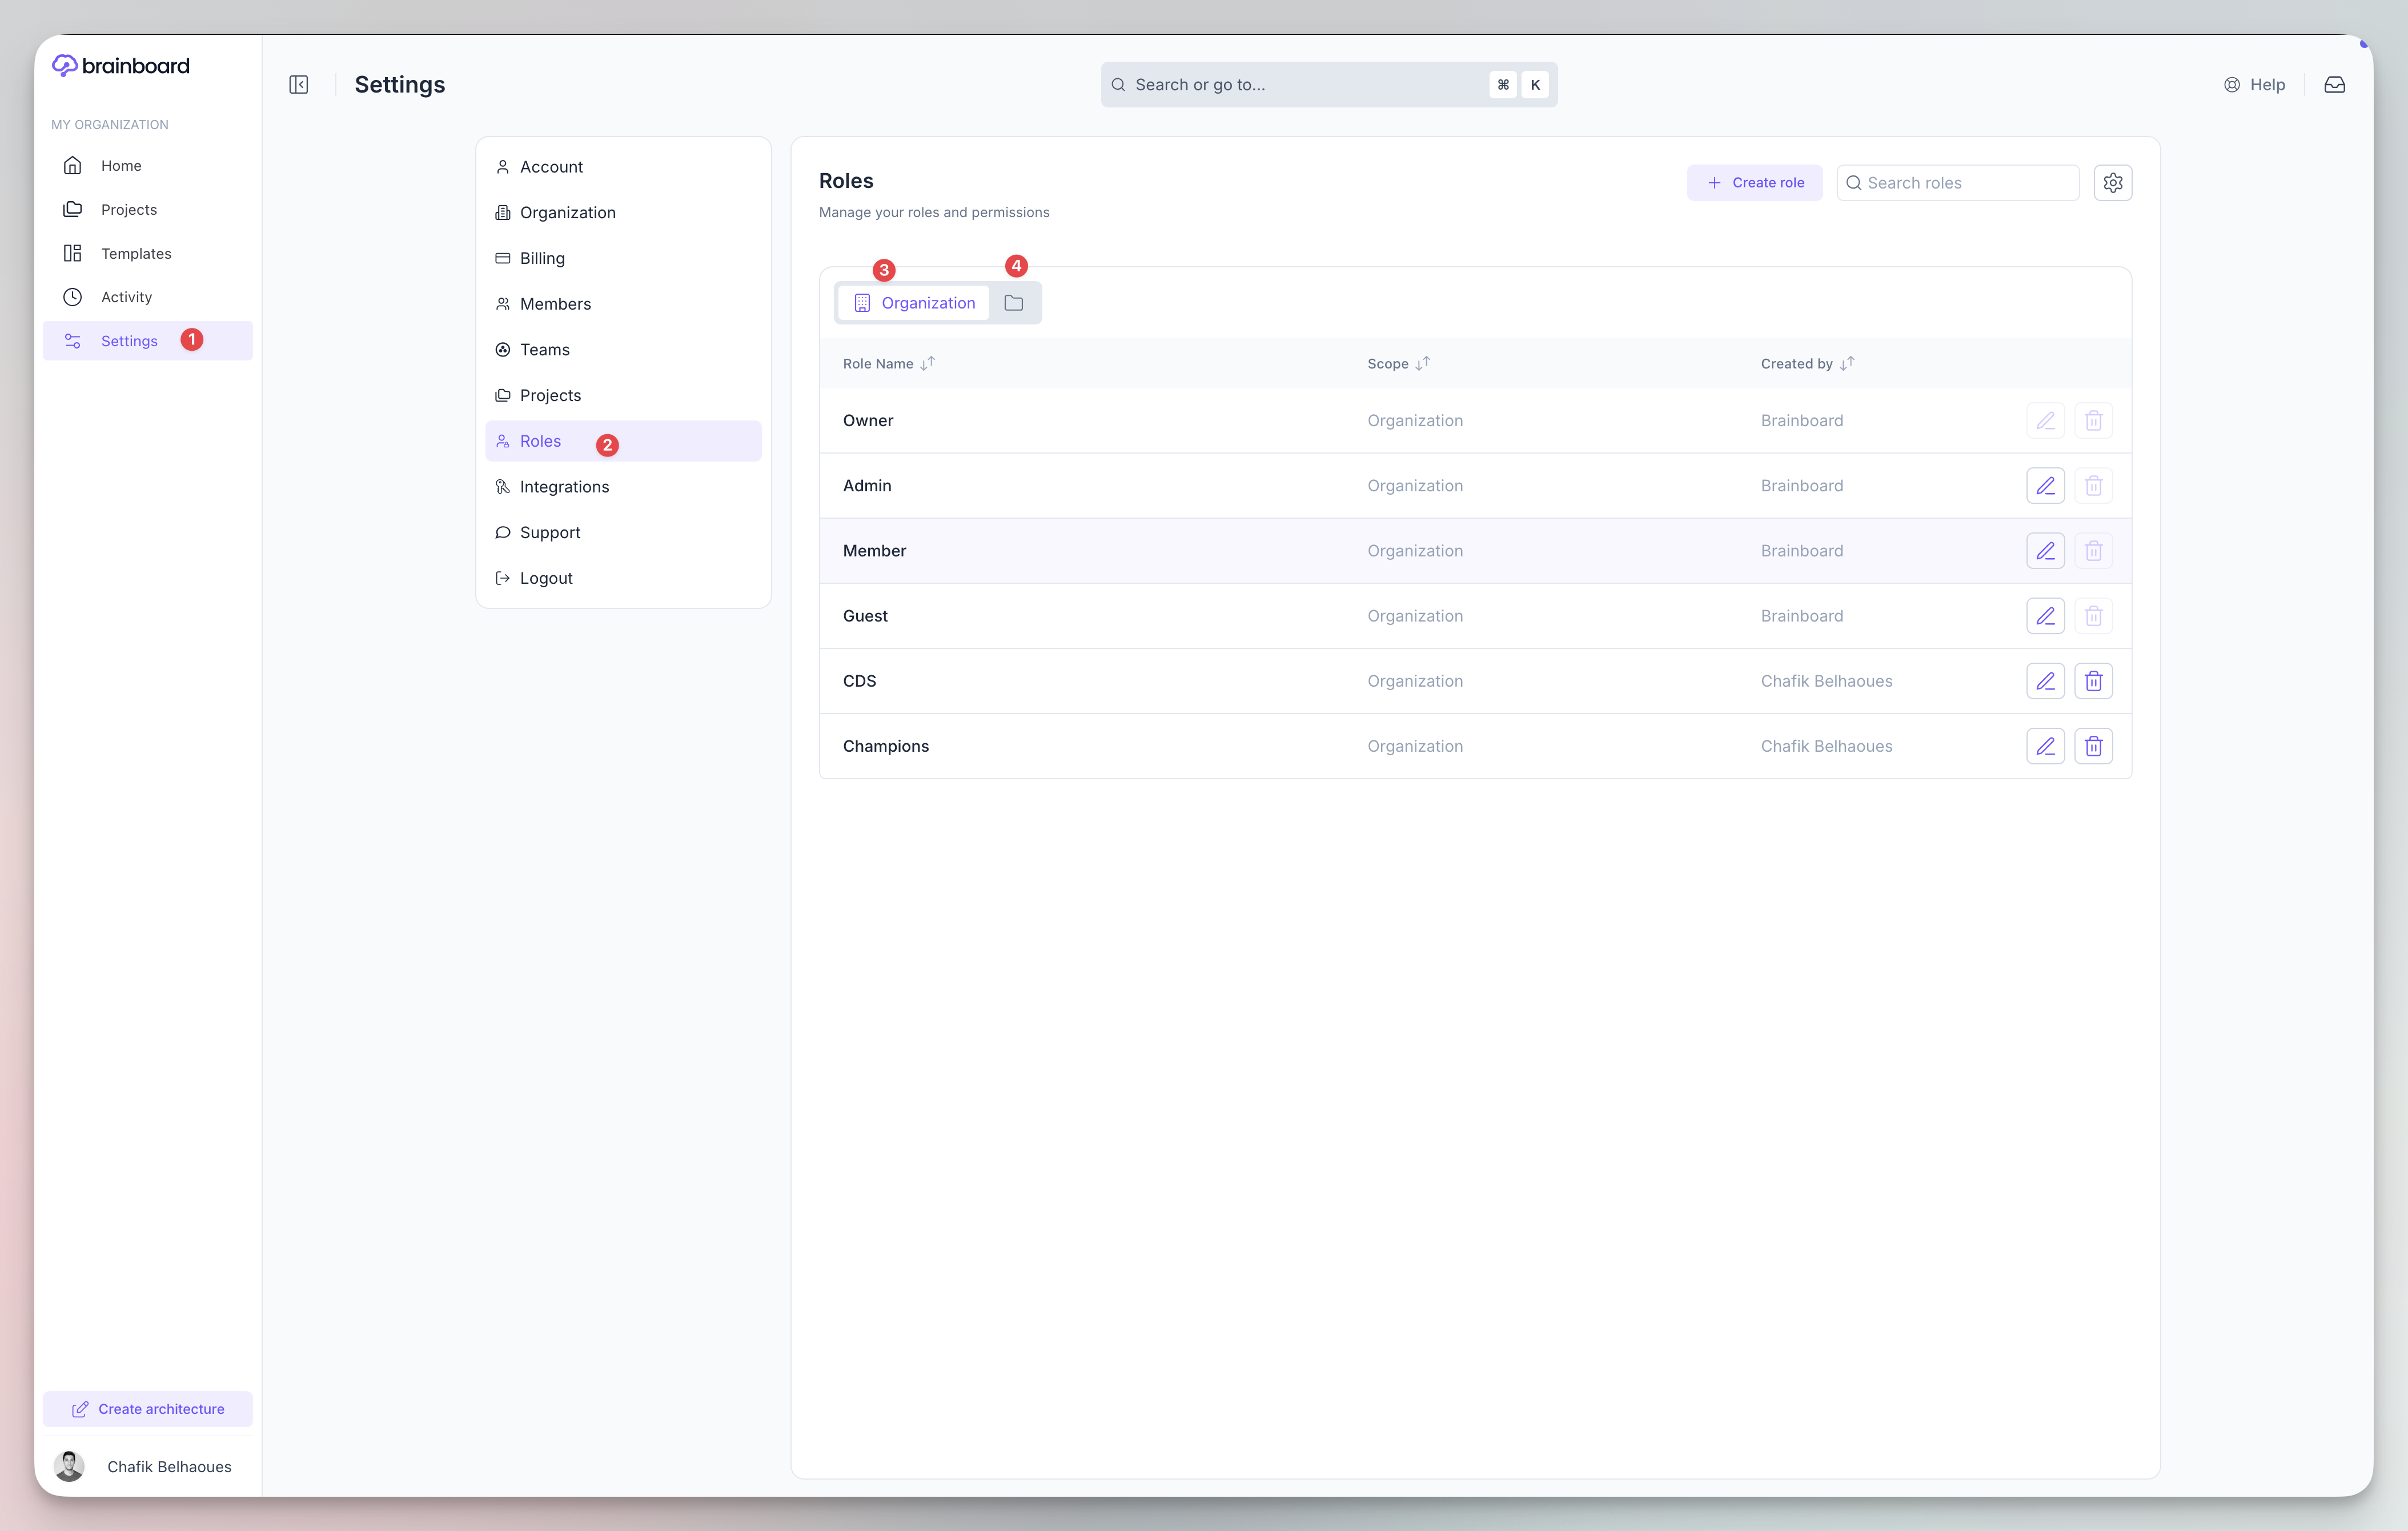 brainboard
MY ORGANIZATION
Home
Projects
Templates
Activity
Settings 1
Create architecture
Chafik Belhaoues
Settings
Search or go to... ⌘ K
Help
Account
Organization
Billing
Members
Teams
Projects
Roles 2
Integrations
Support
Logout
Roles
Manage your roles and permissions
Create role
Search roles
3 4
Organization
Role Name Scope Created by
Owner Organization Brainboard
Admin Organization Brainboard
Member Organization Brainboard
Guest Organization Brainboard
CDS Organization Chafik Belhaoues
Champions Organization Chafik Belhaoues